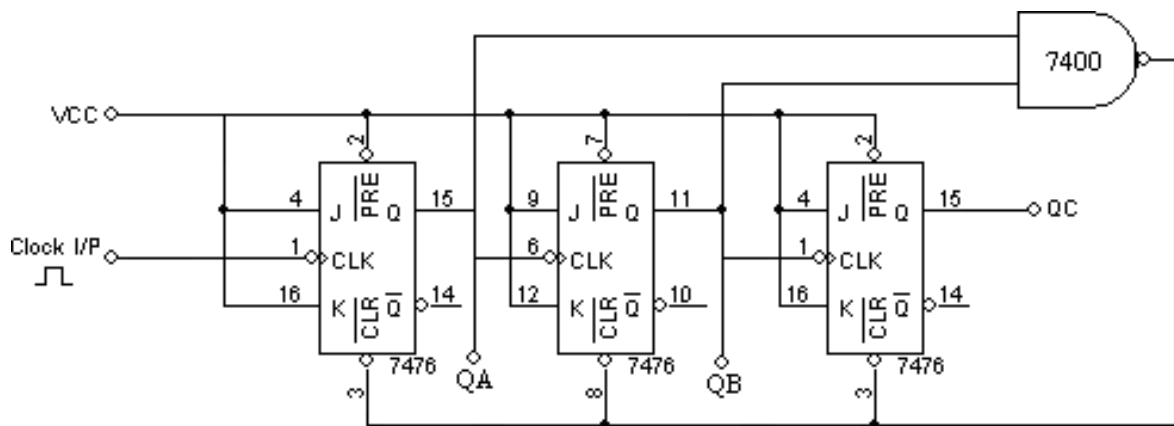 7400
VCC
2
7
2
4
J
PRE
Q
15
9
J
PRE
Q
11
4
J
PRE
Q
15
QC
Clock I/P
1
CLK
6
CLK
1
CLK
16
K
CLR
Q
14
12
K
CLR
Q
10
16
K
CLR
Q
14
7476
QA
7476
QB
7476
3
8
3